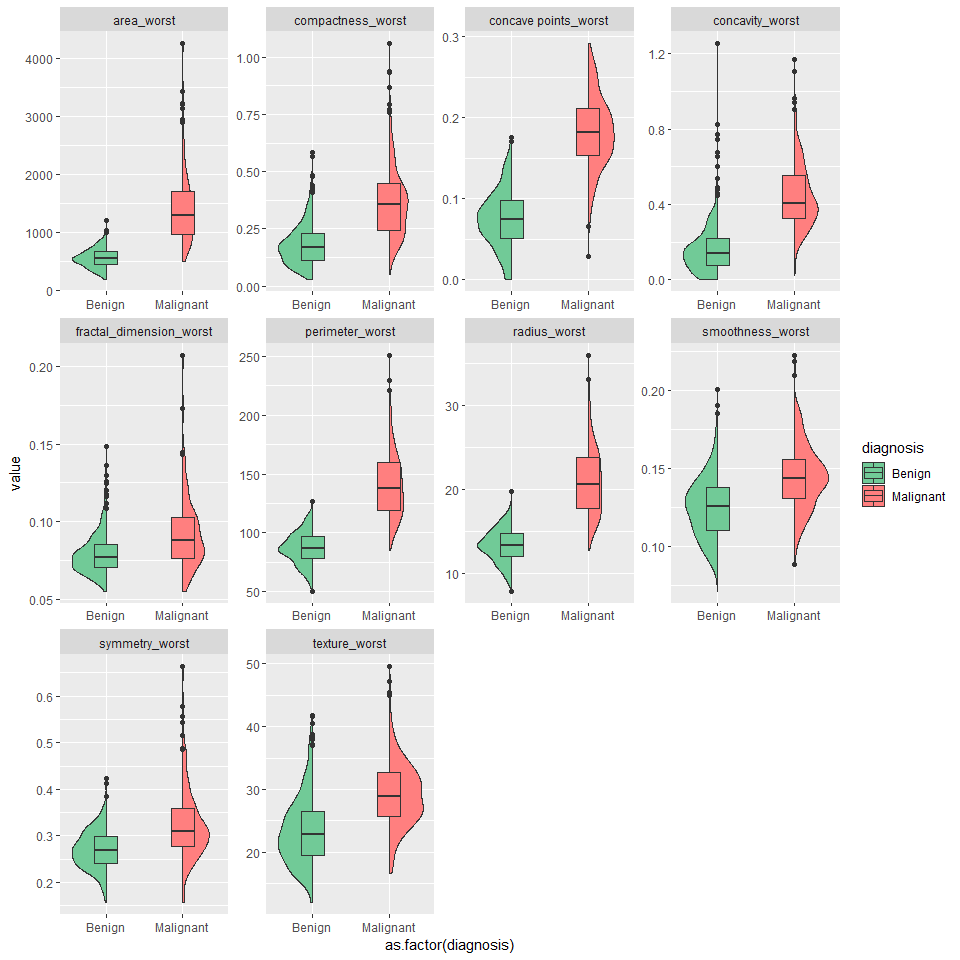 area_worst
compactness_worst
concave points_worst
concavity_worst
4000
3000
2000
1000
0
1.00
0.75
0.50
0.25
0.00
0.3
0.2
0.1
0.0
1.2
0.8
0.4
0.0
Benign Malignant
Benign Malignant
Benign Malignant
Benign Malignant
fractal_dimension_worst
perimeter_worst
radius_worst
smoothness_worst
0.20
0.15
0.10
0.05
250
200
150
100
50
30
20
10
0.20
0.15
0.10
Benign Malignant
Benign Malignant
Benign Malignant
Benign Malignant
symmetry_worst
texture_worst
0.6
0.5
0.4
0.3
0.2
50
40
30
20
Benign Malignant
Benign Malignant
value
as.factor(diagnosis)
diagnosis
Benign
Malignant